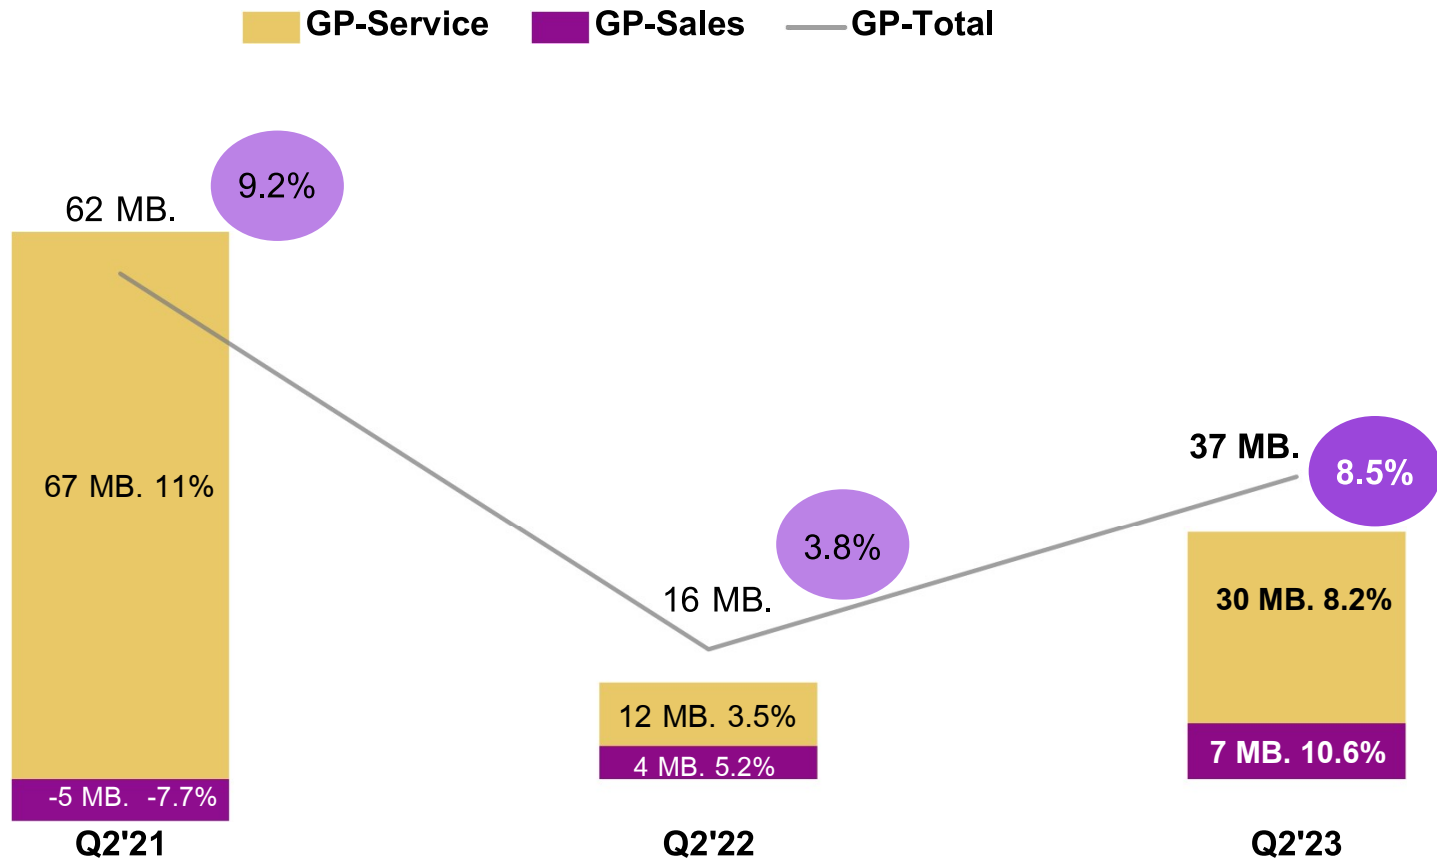 GP-Service GP-Sales GP-Total
9.2%
62 MB.
67 MB. 11%
-5 MB. -7.7%
Q2'21
3.8%
16 MB.
12 MB. 3.5%
4 MB. 5.2%
Q2'22
37 MB.
8.5%
30 MB. 8.2%
7 MB. 10.6%
Q2'23